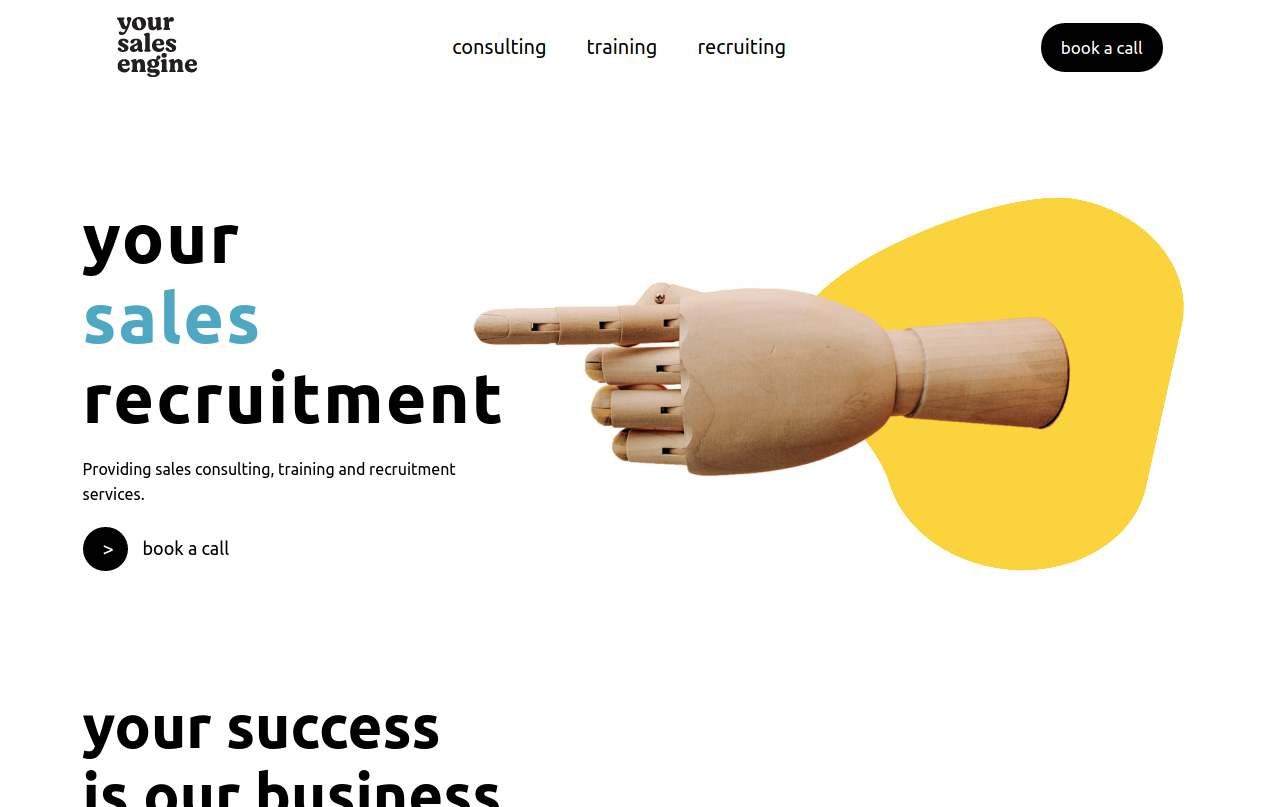 your
sales
engine
consulting
training
recruiting
book a call
your
sales
recruitment
Providing sales consulting, training and recruitment
services.
>
book a call
your success
is our business